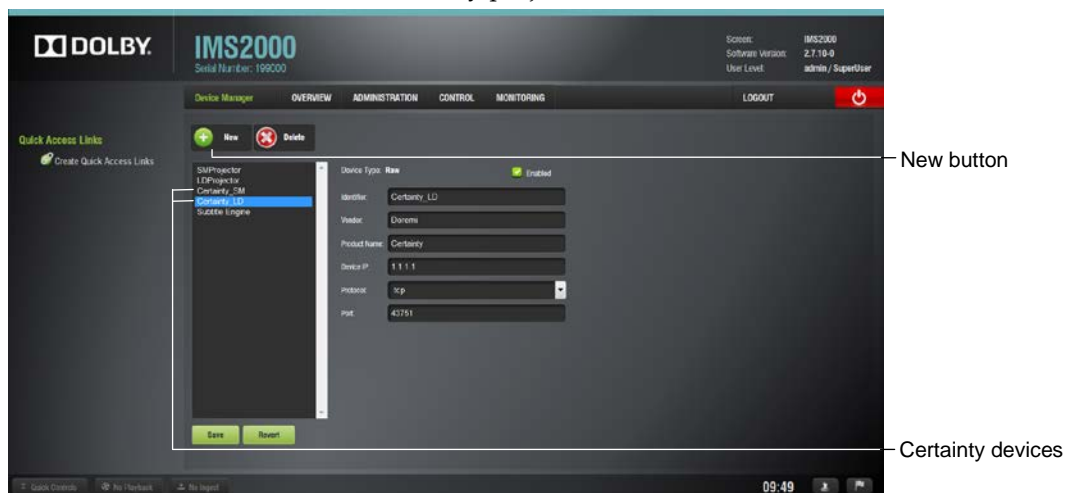 DOLBY.
IMS2000
Serial Number: 199000
Screen: IMS2000
Software Version: 2.7.10-0
User Level: admin / SuperUser
Device Manager OVERVIEW ADMINISTRATION CONTROL MONITORING LOGOUT
Quick Access Links
Create Quick Access Links
New Delete
New button
SMProjector
LDProjector
Certainty_SM
Certainty_LD
Subtitle Engine
Device Type: Raw Enabled
Identifier: Certainty_LD
Vendor: Doremi
Product Name: Certainty
Device IP 1.1.1.1
Protocol: tcp
Port: 43751
Save Revert
Certainty devices
Quick Controls No Playback No Ingest 09:49